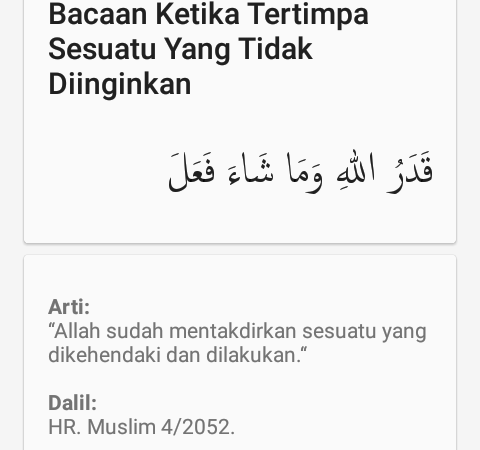 Bacaan Ketika Tertimpa
Sesuatu Yang Tidak
Diinginkan
قَدَرُ اللهِ وَمَا شَاءَ فَعَلَ
Arti:
“Allah sudah mentakdirkan sesuatu yang
dikehendaki dan dilakukan.“
Dalil:
HR. Muslim 4/2052.